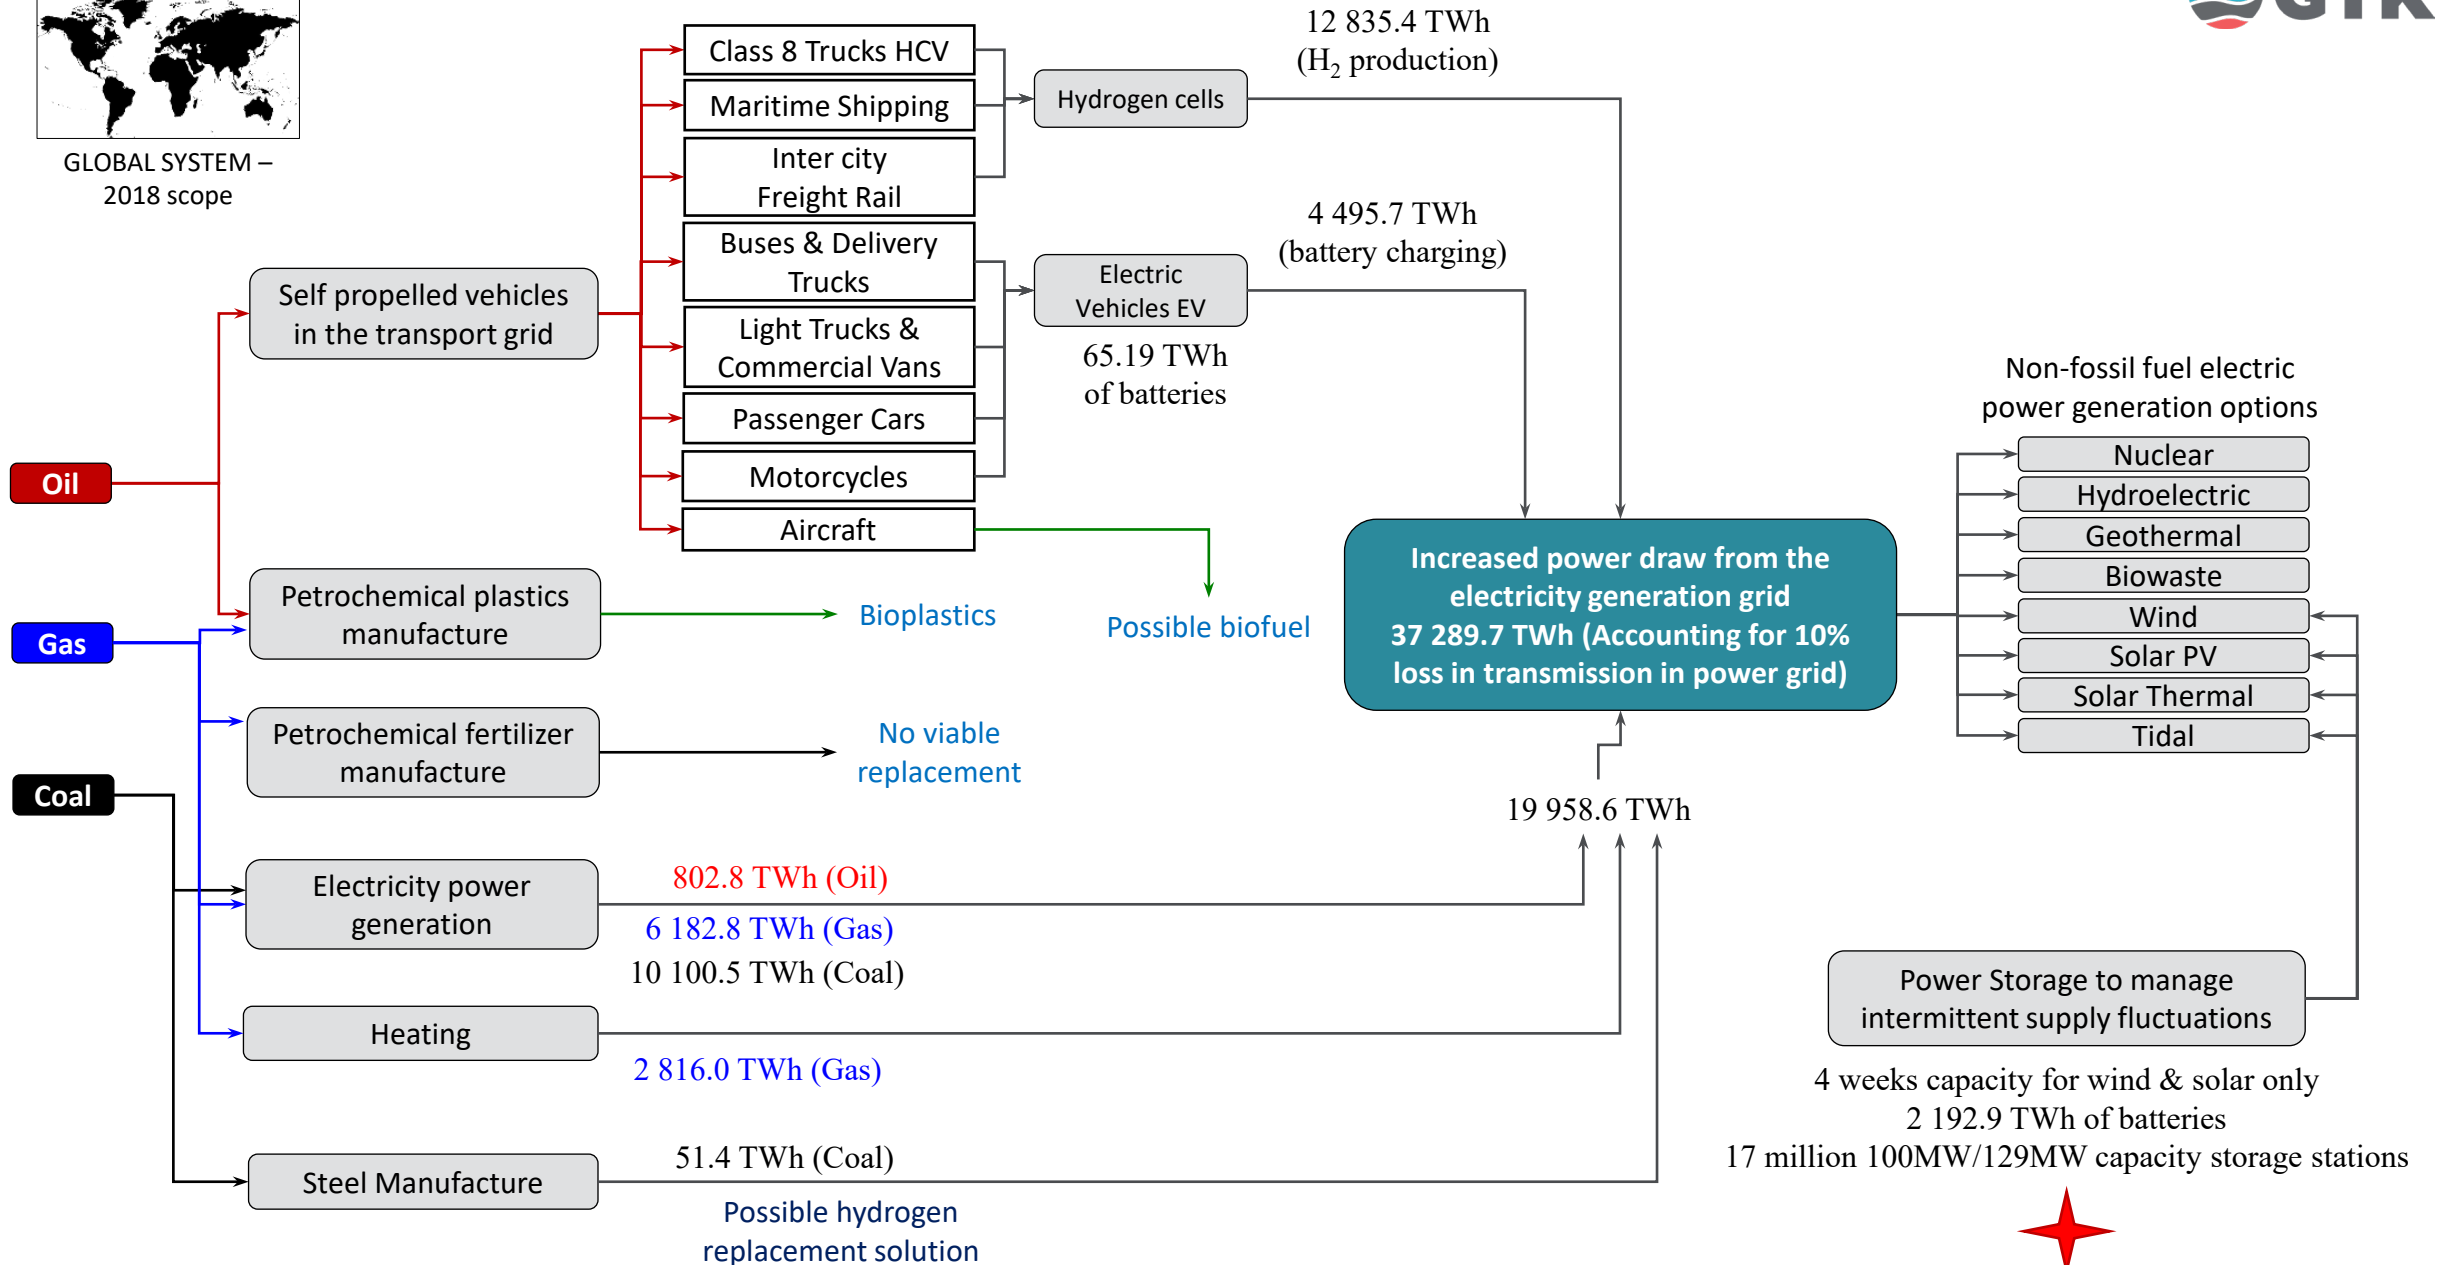 GTK
GLOBAL SYSTEM –
2018 scope
Oil
Gas
Coal
Self propelled vehicles
in the transport grid
Petrochemical plastics
manufacture
Petrochemical fertilizer
manufacture
Electricity power
generation
Heating
Steel Manufacture
Class 8 Trucks HCV
Maritime Shipping
Inter city
Freight Rail
Buses & Delivery
Trucks
Light Trucks &
Commercial Vans
Passenger Cars
Motorcycles
Aircraft
Hydrogen cells
12 835.4 TWh
(H₂ production)
Electric
Vehicles EV
65.19 TWh
of batteries
4 495.7 TWh
(battery charging)
Bioplastics
Possible biofuel
No viable
replacement
802.8 TWh (Oil)
6 182.8 TWh (Gas)
10 100.5 TWh (Coal)
2 816.0 TWh (Gas)
51.4 TWh (Coal)
Possible hydrogen
replacement solution
19 958.6 TWh
Increased power draw from the
electricity generation grid
37 289.7 TWh (Accounting for 10%
loss in transmission in power grid)
Non-fossil fuel electric
power generation options
Nuclear
Hydroelectric
Geothermal
Biowaste
Wind
Solar PV
Solar Thermal
Tidal
Power Storage to manage
intermittent supply fluctuations
4 weeks capacity for wind & solar only
2 192.9 TWh of batteries
17 million 100MW/129MW capacity storage stations